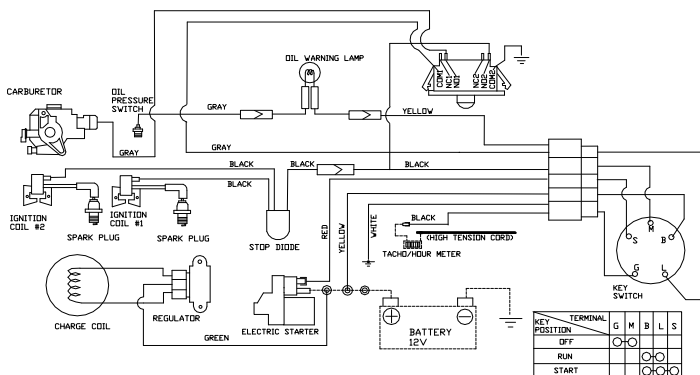 OIL WARNING LAMP
CARBURETOR
OIL
PRESSURE
SWITCH
COM1
NC1
NO1
NC2
NO2
COM2
GRAY
YELLOW
GRAY
GRAY
BLACK
BLACK
BLACK
BLACK
IGNITION
COIL #2
IGNITION
COIL #1
SPARK PLUG
SPARK PLUG
STOP DIODE
RED
YELLOW
WHITE
BLACK
(HIGH TENSION CORD)
TACHO/HOUR METER
M
S
B
G
L
KEY
SWITCH
CHARGE COIL
REGULATOR
GREEN
ELECTRIC STARTER
BATTERY
12V
KEY
POSITION
TERMINAL
G M B L S
OFF
RUN
START